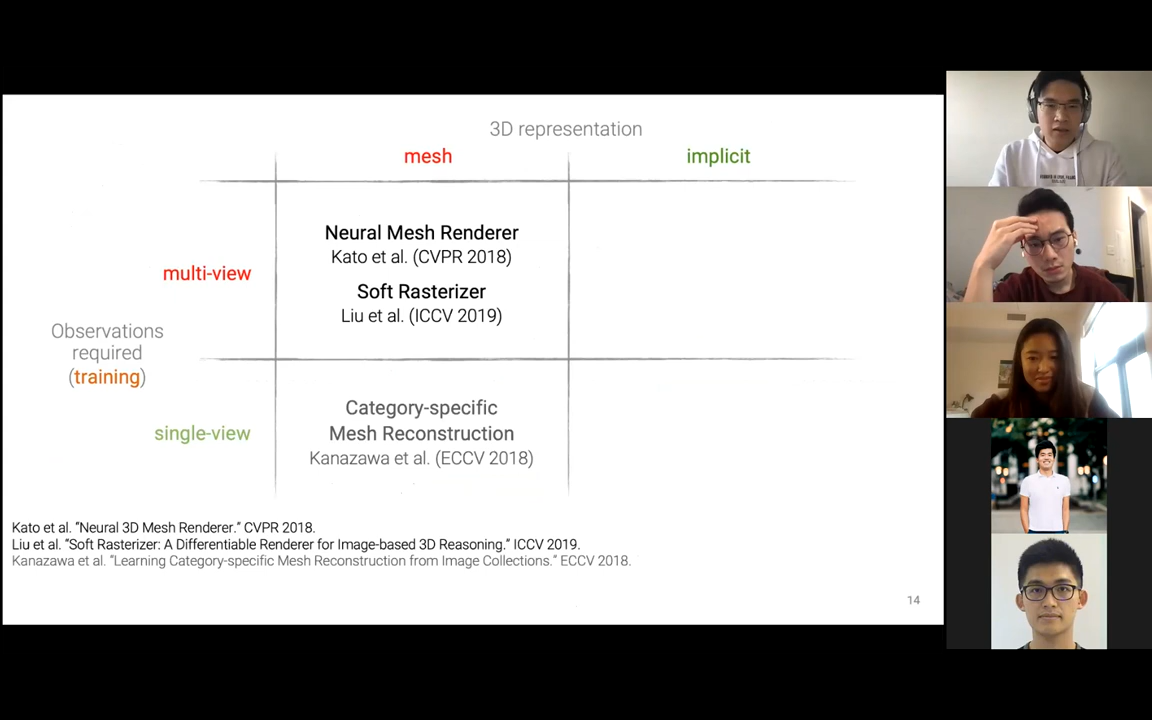 3D representation
mesh
implicit
Neural Mesh Renderer
Kato et al. (CVPR 2018)
multi-view
Soft Rasterizer
Liu et al. (ICCV 2019)
Observations
required
(training)
Category-specific
Mesh Reconstruction
Kanazawa et al. (ECCV 2018)
single-view
Kato et al. “Neural 3D Mesh Renderer.” CVPR 2018.
Liu et al. “Soft Rasterizer: A Differentiable Renderer for Image-based 3D Reasoning.” ICCV 2019.
Kanazawa et al. “Learning Category-specific Mesh Reconstruction from Image Collections.” ECCV 2018.
14